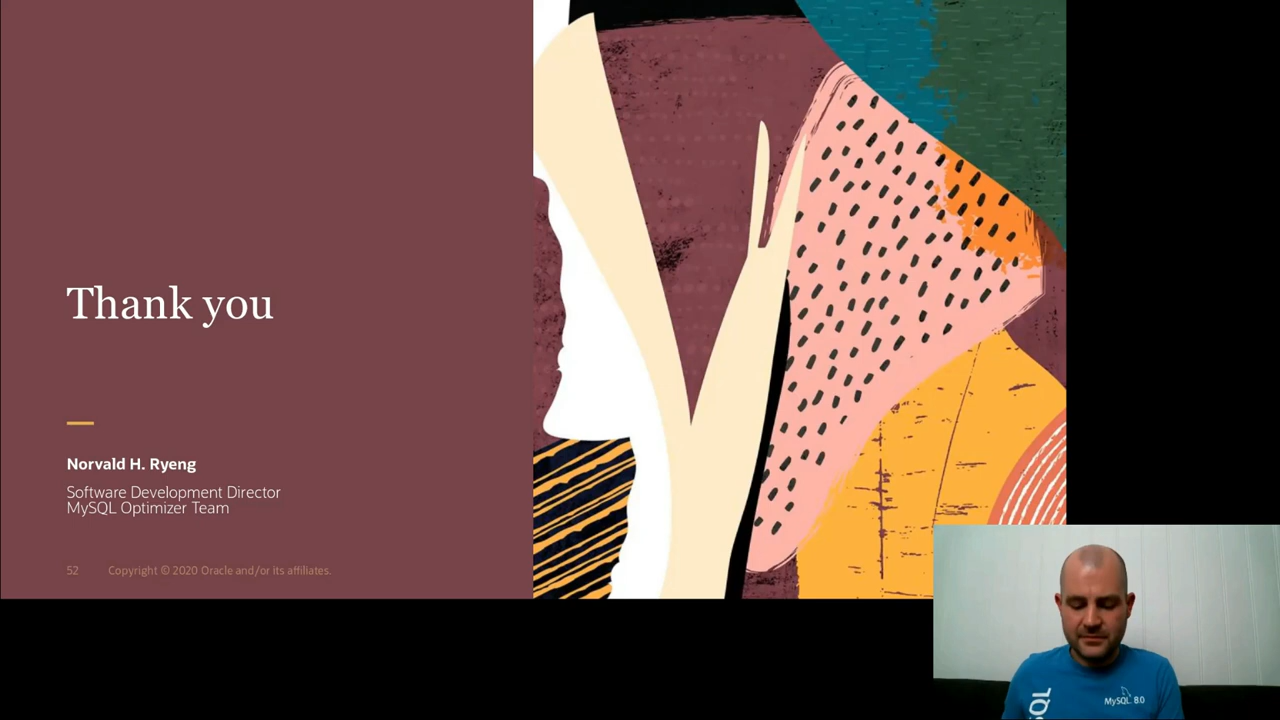 Thank you
Norvald H. Ryeng
Software Development Director
MySQL Optimizer Team
52 Copyright © 2020 Oracle and/or its affiliates.
SQL
MySQL 8.0